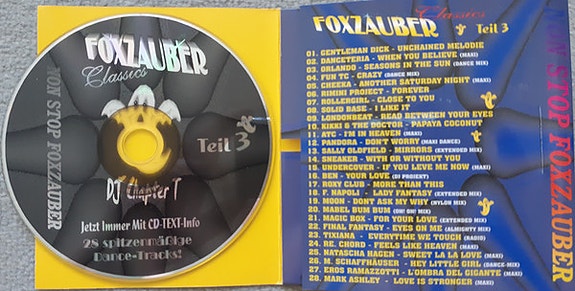 FOXZAUBER
Classics
Teil 3
NON STOP FOXZAUBER
DJ Chapter T
Jetzt Immer Mit CD-TEXT-Info
28 spitzenmäßige
Dance-Tracks!
FOXZAUBER
Classics
Teil 3
01. GENTLEMAN DICK - UNCHAINED MELODIE
02. DANCETERIA - WHEN YOU BELIEVE (MAXI)
03. ORLANDO - SEASONS IN THE SUN (DANCE MIX)
04. FUN TC - CRAZY (DANCE MIX)
05. CHEEKA - ANOTHER SATURDAY NIGHT (MAXI)
06. RIMINI PROJECT - FOREVER
07. ROLLERGIRL - CLOSE TO YOU
08. SOLID BASE - I LIKE IT
09. LONDONBEAT - READ BETWEEN YOUR EYES
10. KIKKI & THE DOCTOR - PAPAYA COCONUT
11. ATC - I'M IN HEAVEN (MAXI)
12. PANDORA - DON'T WORRY (MAXI DANCE)
13. SALLY OLDFIELD - MIRRORS (EXTENDED MIX)
14. SNEAKER - WITH OR WITHOUT YOU
15. UNDERCOVER - IF YOU LEVE ME NOW (MAXI)
16. BEN - YOUR LOVE (DJ PROJEKT)
17. ROXY CLUB - MORE THAN THIS
18. F. NAPOLI - LADY FANTASY (EXTENDED MIX)
19. MOON - DONT ASK MY WHY (NYLON MIX)
20. MABEL BUM BUM (OH! OH! MIX)
21. MAGIC BOX - FOR YOUR LOVE (EXTENDED MIX)
22. FINAL FANTASY - EYES ON ME (ALMIGHTY MIX)
23. TIXIANA - EVERYTIME WE TOUCH (RADIO)
24. RE. CHORD - FEELS LIKE HEAVEN (MAXI)
25. NATASCHA HAGEN - SWEET LA LA LOVE (MAXI)
26. M. SCHAFFHÄUSER - HEY LITTLE GIRL (DANCE-MIX)
27. EROS RAMAZZOTTI - L'OMBRA DEL GIGANTE (MAXI)
28. MARK ASHLEY - LOVE IS STRONGER (MAXI)
NON STOP FOXZAUBER